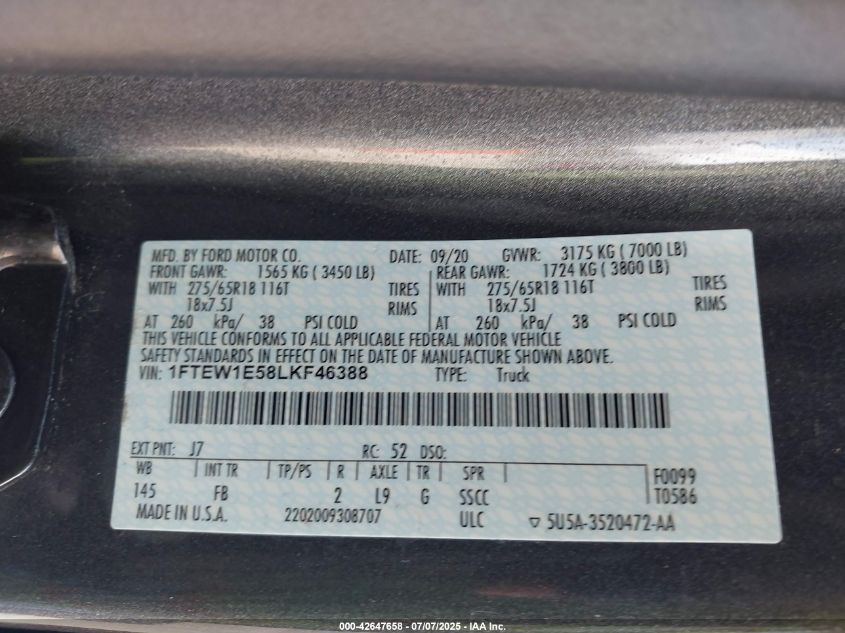 MFD. BY FORD MOTOR CO. DATE: 09/20 GVWR: 3175 KG ( 7000 LB)
FRONT GAWR: 1565 KG ( 3450 LB) REAR GAWR: 1724 KG ( 3800 LB)
WITH 275/65R18 116T TIRES WITH 275/65R18 116T TIRES
18x7.5J RIMS 18x7.5J RIMS
AT 260 kPa/ 38 PSI COLD AT 260 kPa/ 38 PSI COLD
THIS VEHICLE CONFORMS TO ALL APPLICABLE FEDERAL MOTOR VEHICLE
SAFETY STANDARDS IN EFFECT ON THE DATE OF MANUFACTURE SHOWN ABOVE.
VIN: 1FTEW1E58LKF46388 TYPE: Truck
EXT PNT: J7 RC: 52 DSO:
WB INT TR TP/PS R AXLE TR SPR F0099
145 FB 2 L9 G SSCC T0586
MADE IN U.S.A. 2202009308707 ULC ▽ 5U5A-3520472-AA
000-42647658 - 07/07/2025 - IAA Inc.